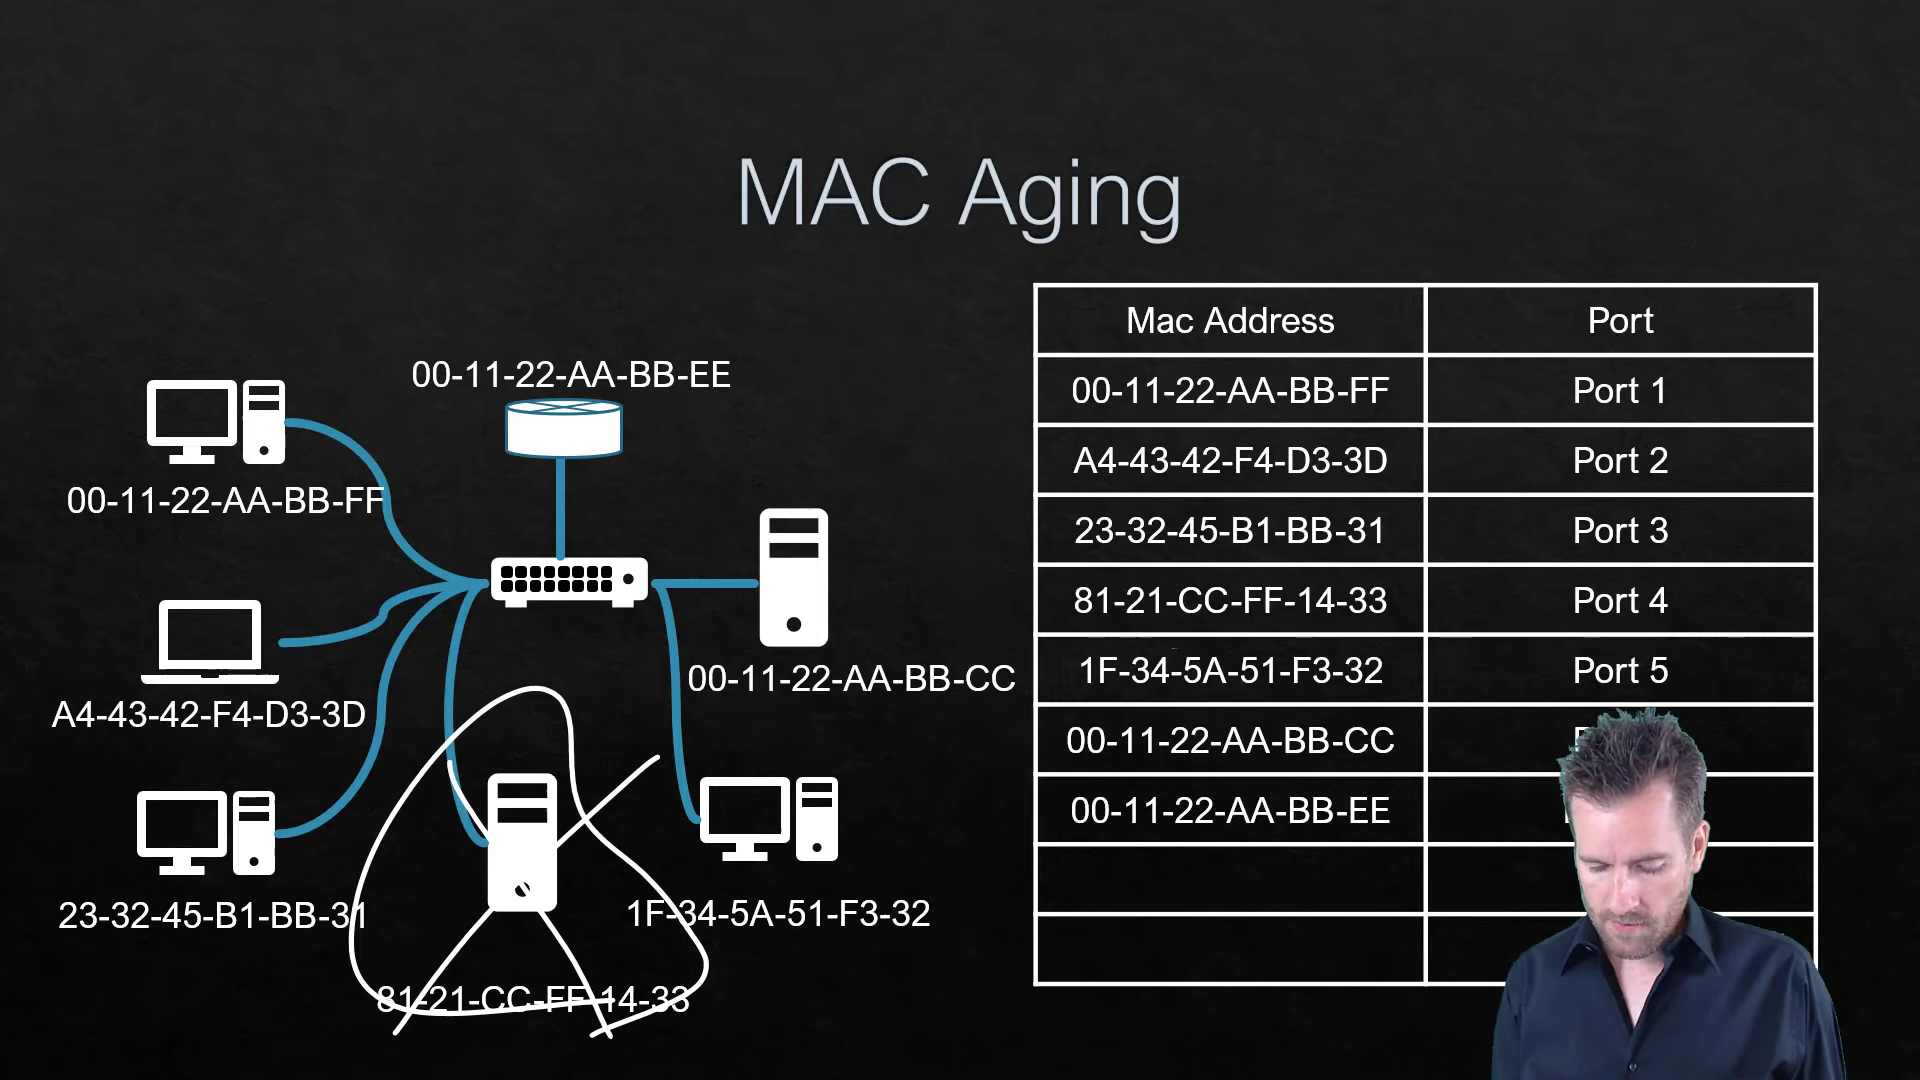 MAC Aging
00-11-22-AA-BB-EE
00-11-22-AA-BB-FF
A4-43-42-F4-D3-3D
00-11-22-AA-BB-CC
23-32-45-B1-BB-31
1F-34-5A-51-F3-32
81-21-CC-FF-14-33
Mac Address Port
00-11-22-AA-BB-FF Port 1
A4-43-42-F4-D3-3D Port 2
23-32-45-B1-BB-31 Port 3
81-21-CC-FF-14-33 Port 4
1F-34-5A-51-F3-32 Port 5
00-11-22-AA-BB-CC
00-11-22-AA-BB-EE